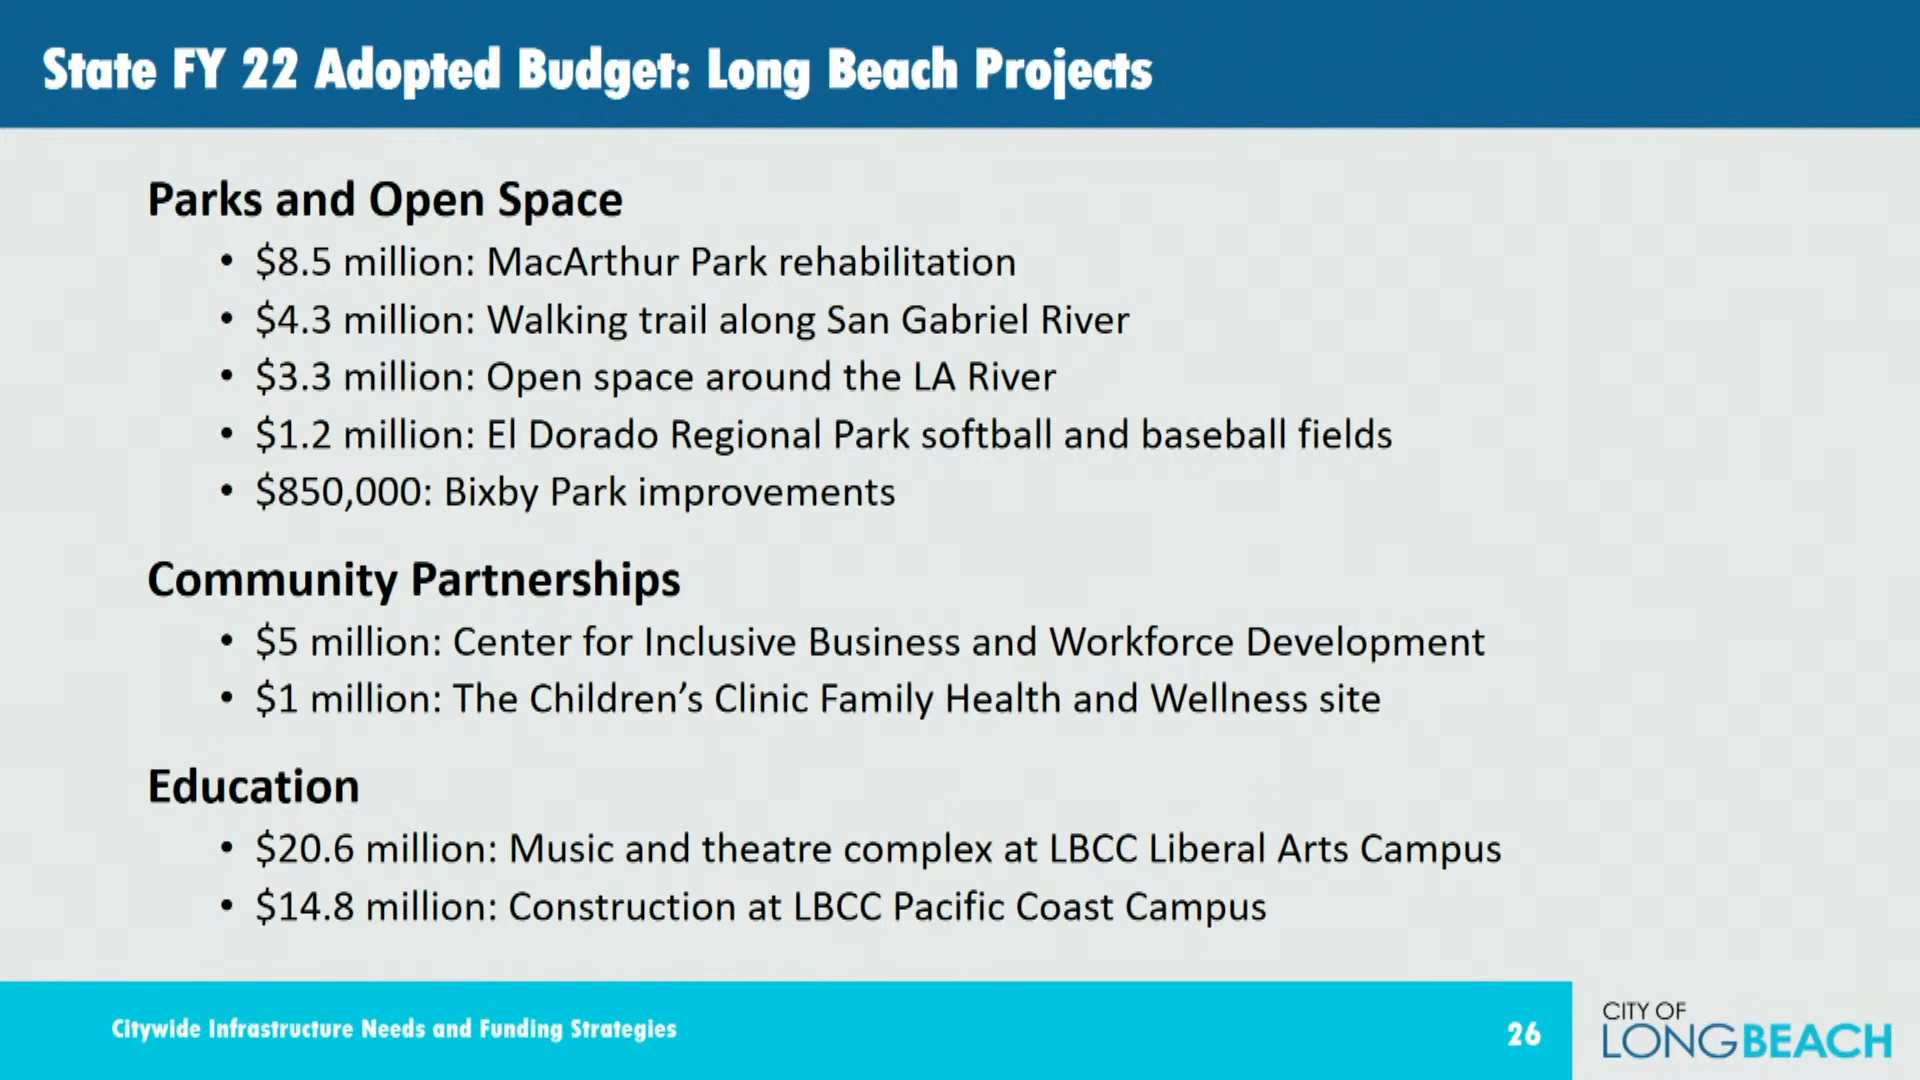 State FY 22 Adopted Budget: Long Beach Projects
Parks and Open Space
• $8.5 million: MacArthur Park rehabilitation
• $4.3 million: Walking trail along San Gabriel River
• $3.3 million: Open space around the LA River
• $1.2 million: El Dorado Regional Park softball and baseball fields
• $850,000: Bixby Park improvements
Community Partnerships
• $5 million: Center for Inclusive Business and Workforce Development
• $1 million: The Children’s Clinic Family Health and Wellness site
Education
• $20.6 million: Music and theatre complex at LBCC Liberal Arts Campus
• $14.8 million: Construction at LBCC Pacific Coast Campus
Citywide Infrastructure Needs and Funding Strategies
26
CITY OF
LONGBEACH